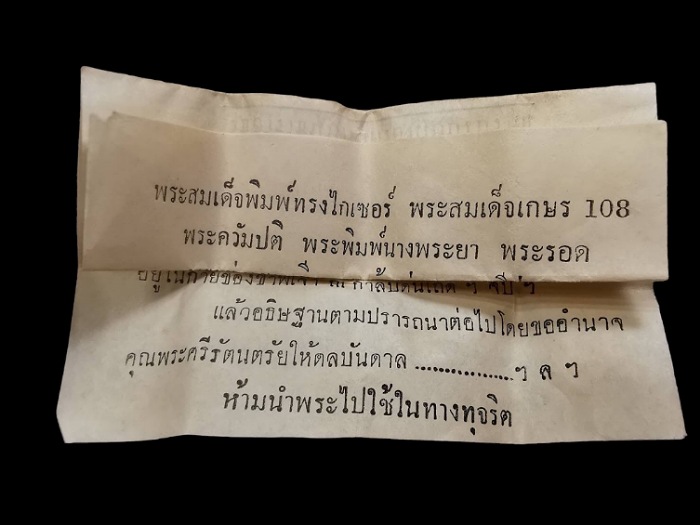 พระสมเด็จพิมพ์ทรงไกเซอร์ พระสมเด็จเกษร 108
พระควัมปติ พระพิมพ์นางพระยา พระรอด
แล้วอธิษฐานตามปรารถนาต่อไปโดยขออำนาจ
คุณพระศรีรัตนตรัยให้ดลบันดาล .................ๆ ล ๆ
ห้ามนำพระไปใช้ในทางทุจริต